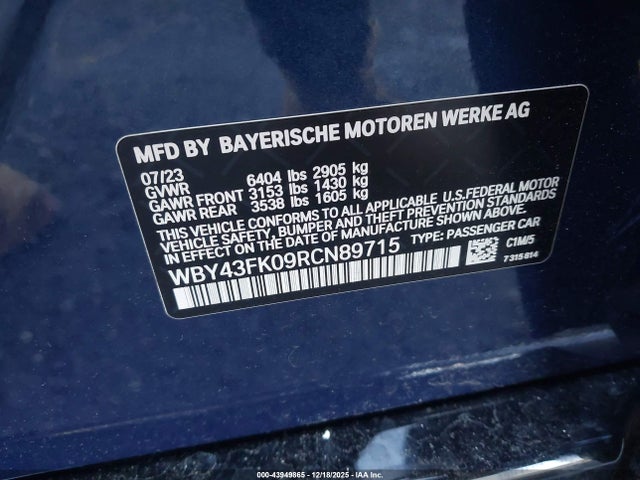 MFD BY BAYERISCHE MOTOREN WERKE AG
07/23
GVWR 6404 lbs 2905 kg
GAWR FRONT 3153 lbs 1430 kg
GAWR REAR 3538 lbs 1605 kg
THIS VEHICLE CONFORMS TO ALL APPLICABLE U.S.FEDERAL MOTOR
VEHICLE SAFETY, BUMPER, AND THEFT PREVENTION STANDARDS
IN EFFECT ON THE DATE OF MANUFACTURE SHOWN ABOVE.
WBY43FK09RCN89715 TYPE: PASSENGER CAR
C1M/5
7315814
000-43949865 - 12/18/2025 - IAA Inc.